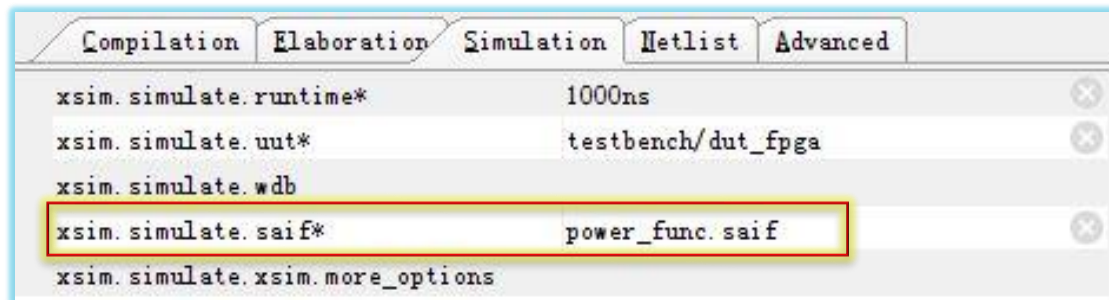 Compilation Elaboration Simulation Netlist Advanced
xsim.simulate.runtime* 1000ns
xsim.simulate.uut* testbench/dut_fpga
xsim.simulate.wdb
xsim.simulate.saif* power_func.saif
xsim.simulate.xsim.more_options